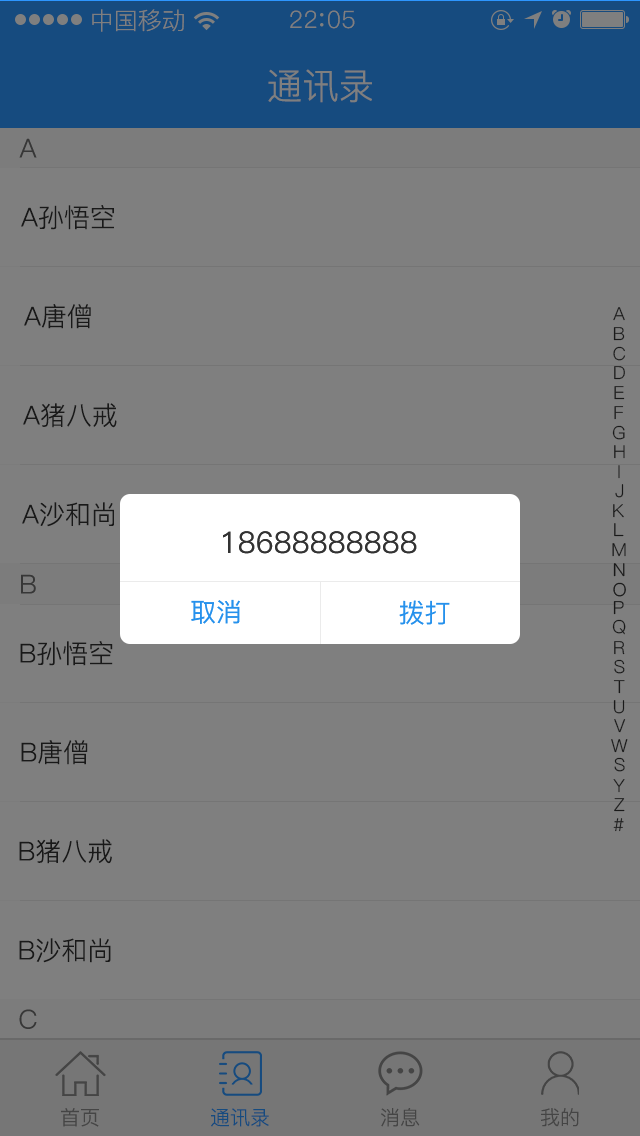 中国移动 22:05
通讯录
A
A孙悟空
A唐僧
A猪八戒
A沙和尚
B
B孙悟空
B唐僧
B猪八戒
B沙和尚
C
18688888888
取消 拨打
A
B
C
D
E
F
G
H
I
J
K
L
M
N
O
P
Q
R
S
T
U
V
W
S
Y
Z
#
首页 通讯录 消息 我的